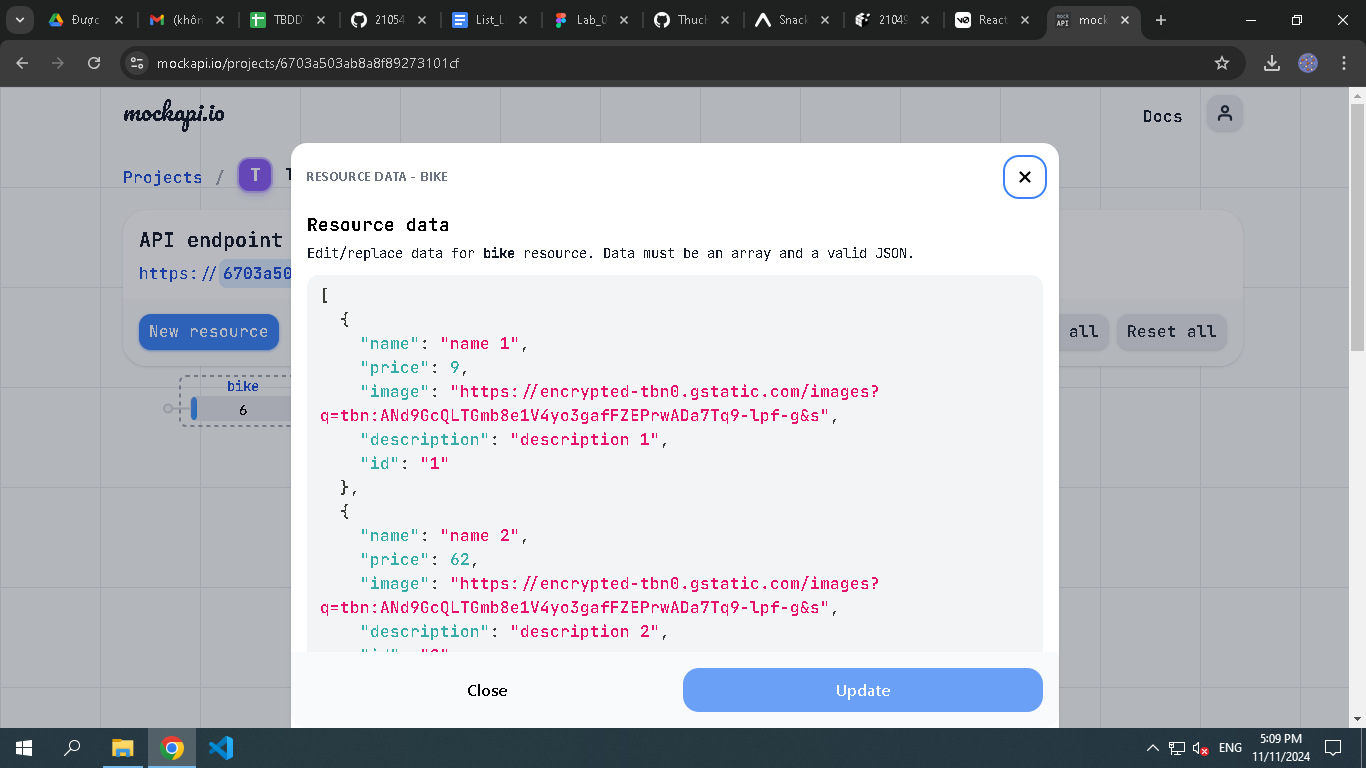 Được
(khôn
TBDD
21054
List_L
Lab_0
Thuch
Snack
21049
React
mock
mockapi.io/projects/6703a503ab8a8f89273101cf
mockapi.io
Docs
Projects / T
RESOURCE DATA - BIKE
Resource data
Edit/replace data for bike resource. Data must be an array and a valid JSON.
API endpoint
https://6703a50
New resource
all
Reset all
bike
6
[
{
"name": "name 1",
"price": 9,
"image": "https://encrypted-tbn0.gstatic.com/images?
q=tbn:ANd9GcQLTGmb8e1V4yo3gafFZEPrwADa7Tq9-lpf-g&s",
"description": "description 1",
"id": "1"
},
{
"name": "name 2",
"price": 62,
"image": "https://encrypted-tbn0.gstatic.com/images?
q=tbn:ANd9GcQLTGmb8e1V4yo3gafFZEPrwADa7Tq9-lpf-g&s",
"description": "description 2",
Close
Update
ENG
5:09 PM
11/11/2024